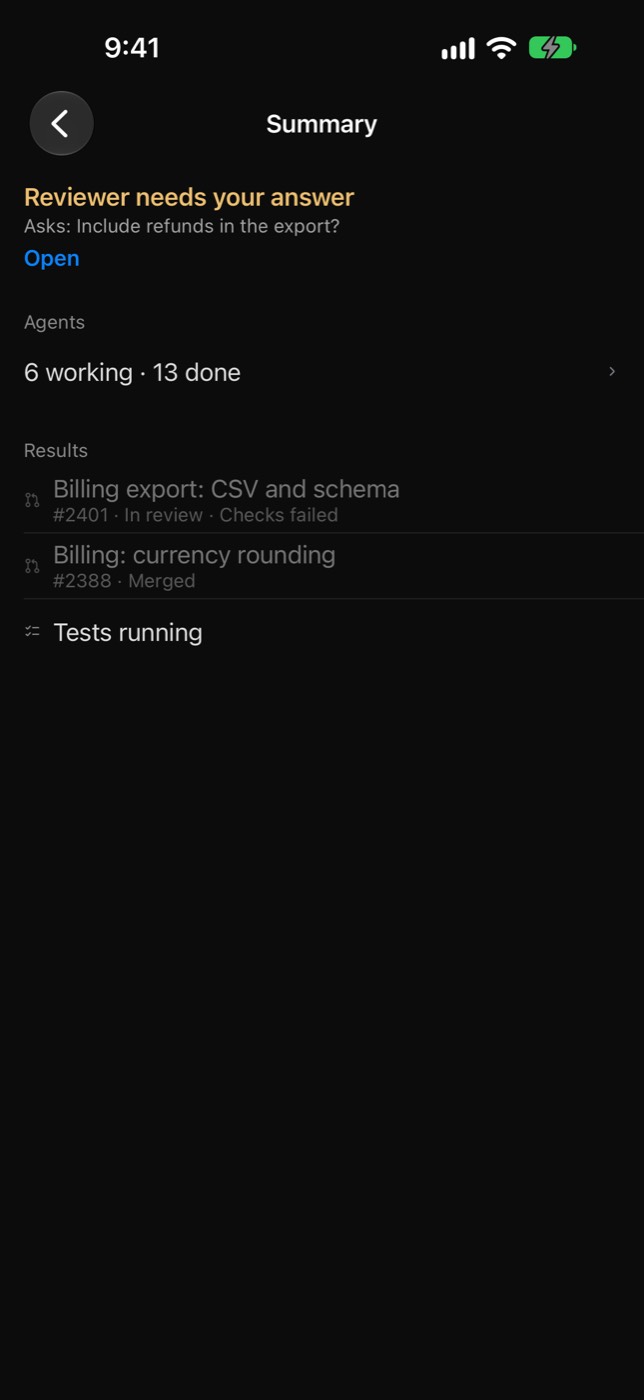 9:41
Summary
Reviewer needs your answer
Asks: Include refunds in the export?
Open
Agents
6 working · 13 done
Results
Billing export: CSV and schema
#2401 · In review · Checks failed
Billing: currency rounding
#2388 · Merged
Tests running